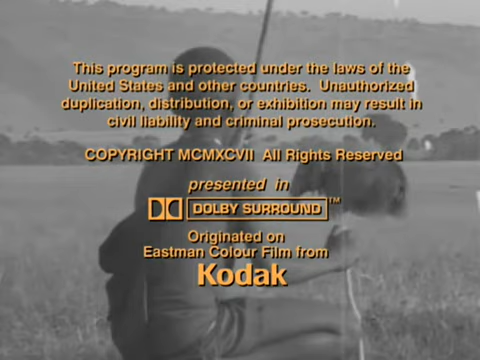 This program is protected under the laws of the
United States and other countries.  Unauthorized
duplication, distribution, or exhibition may result in
civil liability and criminal prosecution.
COPYRIGHT MCMXCVII  All Rights Reserved
presented in
DOLBY SURROUND™
Originated on
Eastman Colour Film from
Kodak